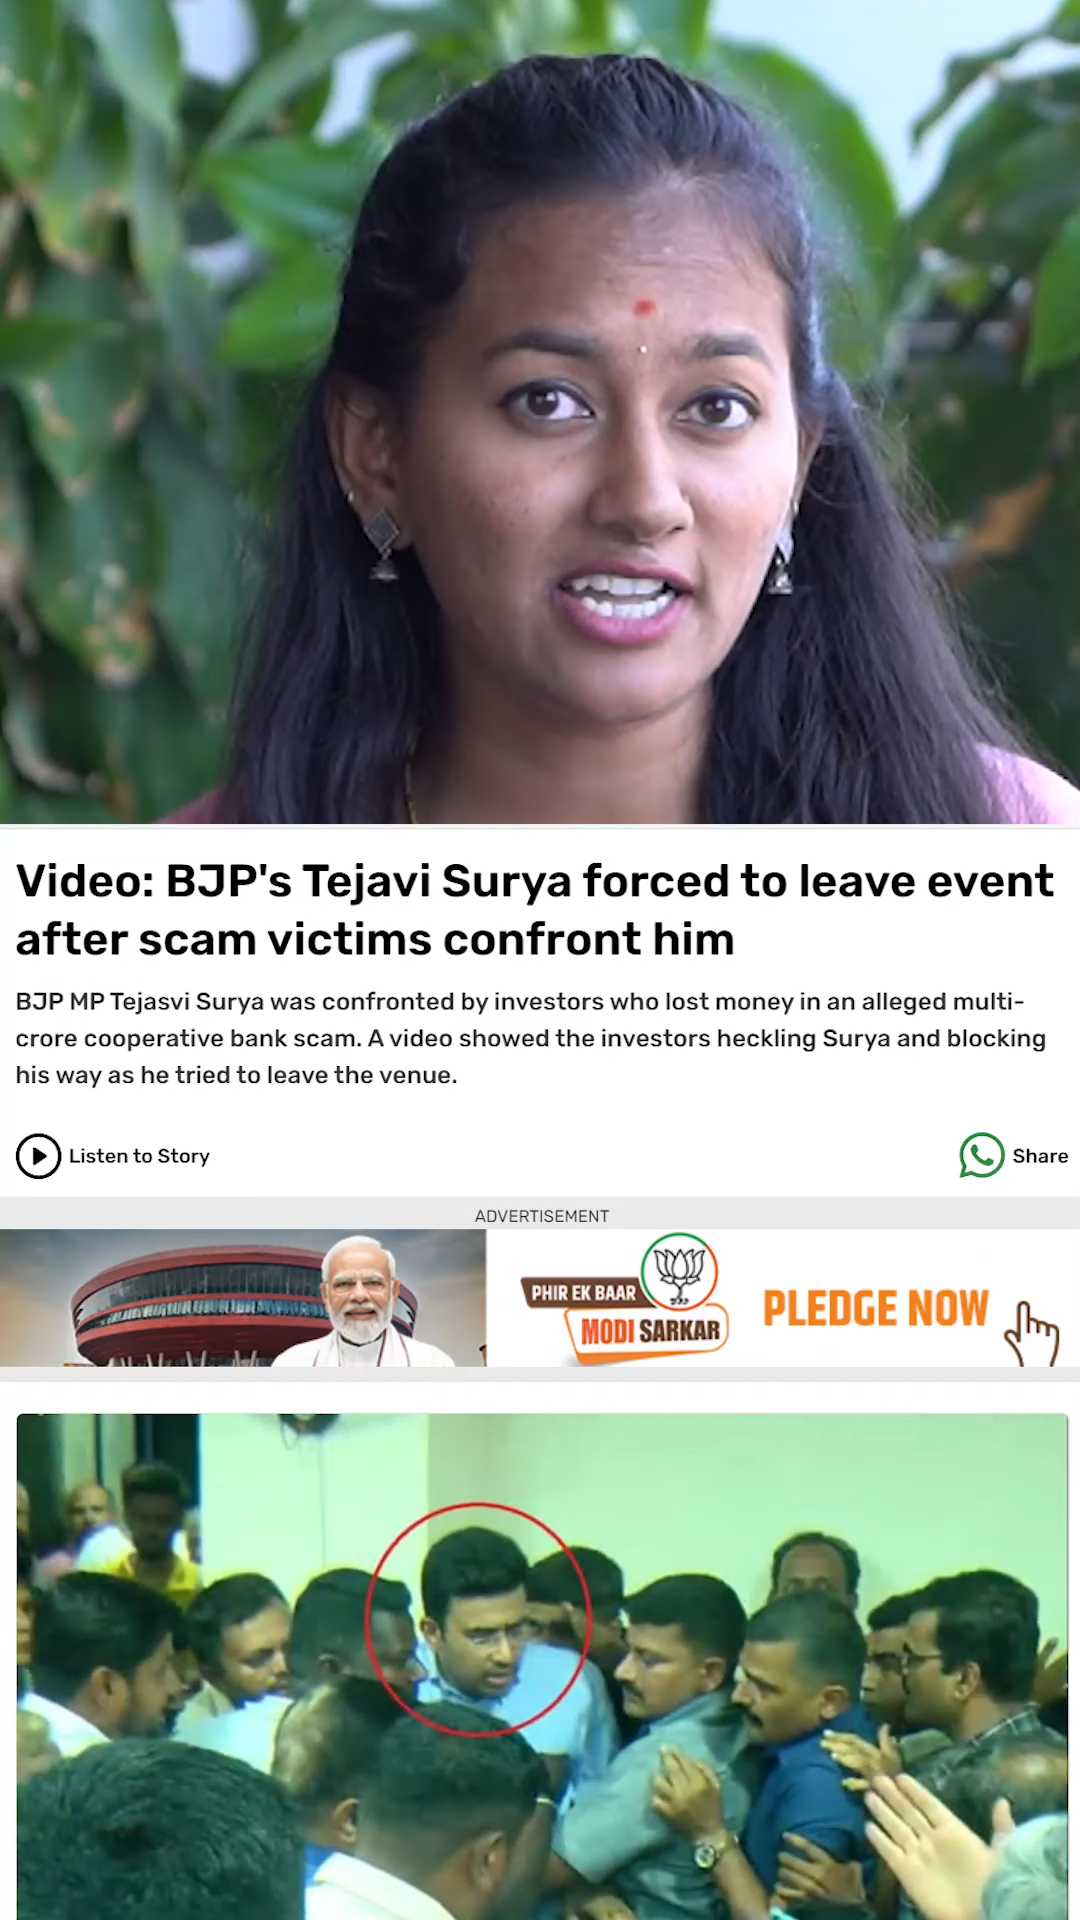 Video: BJP's Tejavi Surya forced to leave event
after scam victims confront him
BJP MP Tejasvi Surya was confronted by investors who lost money in an alleged multi-
crore cooperative bank scam. A video showed the investors heckling Surya and blocking
his way as he tried to leave the venue.
Listen to Story
Share
ADVERTISEMENT
PHIR EK BAAR
MODI SARKAR
PLEDGE NOW